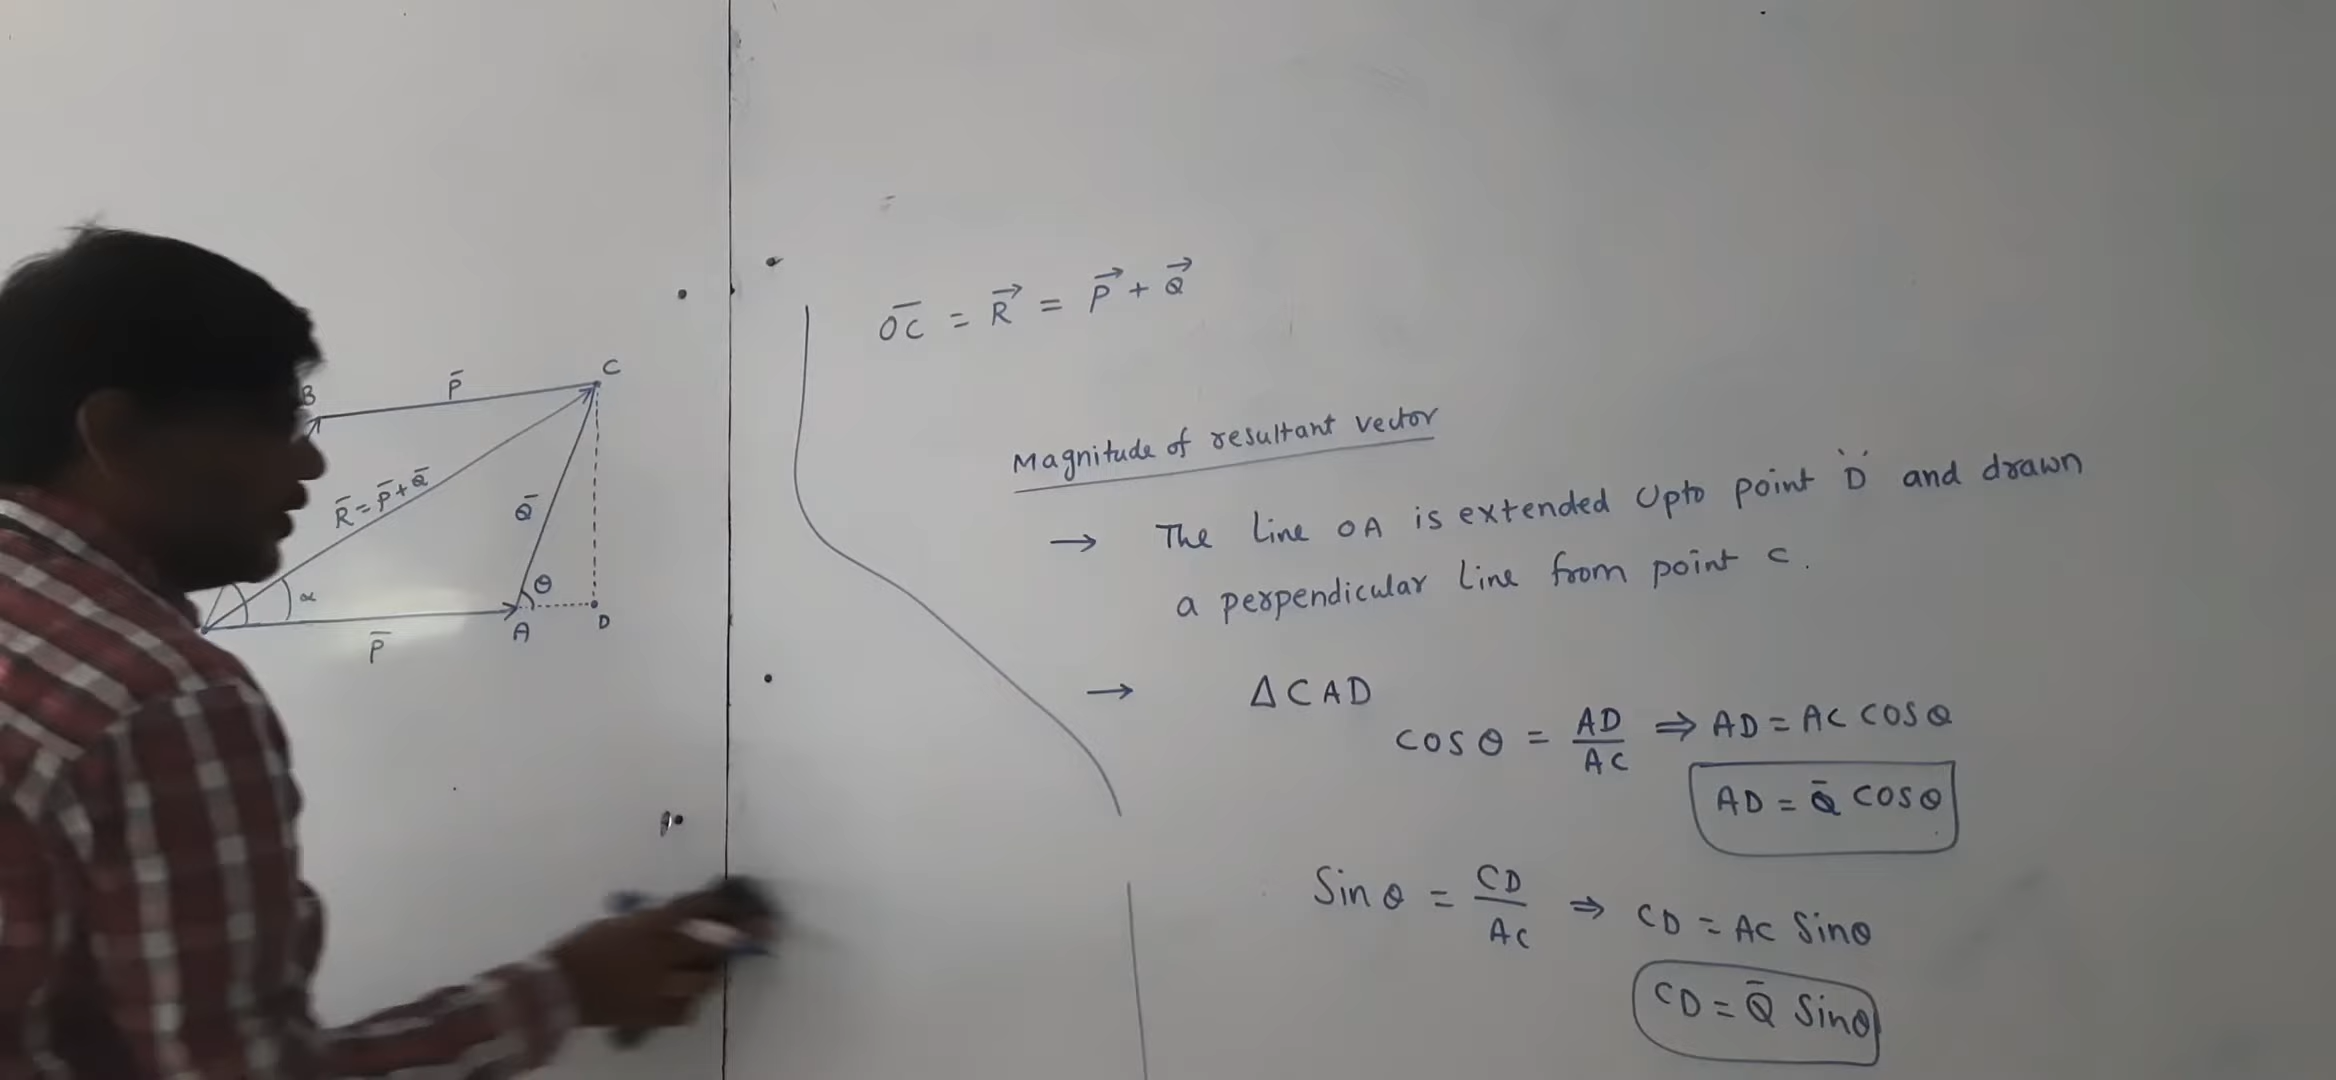 B
P̄
C
R̄ = P̄ + Q̄
Q̄
α
θ
P̄
A
D
OC̅ = R⃗ = P⃗ + Q⃗
Magnitude of resultant vector
→ The Line OA is extended Upto point 'D' and drawn
a perpendicular Line from point C.
→ ΔCAD
COS θ = AD/AC ⇒ AD = AC COS θ
AD = Q̄ COS θ
Sin θ = CD/AC ⇒ CD = AC Sin θ
CD = Q̄ Sin θ